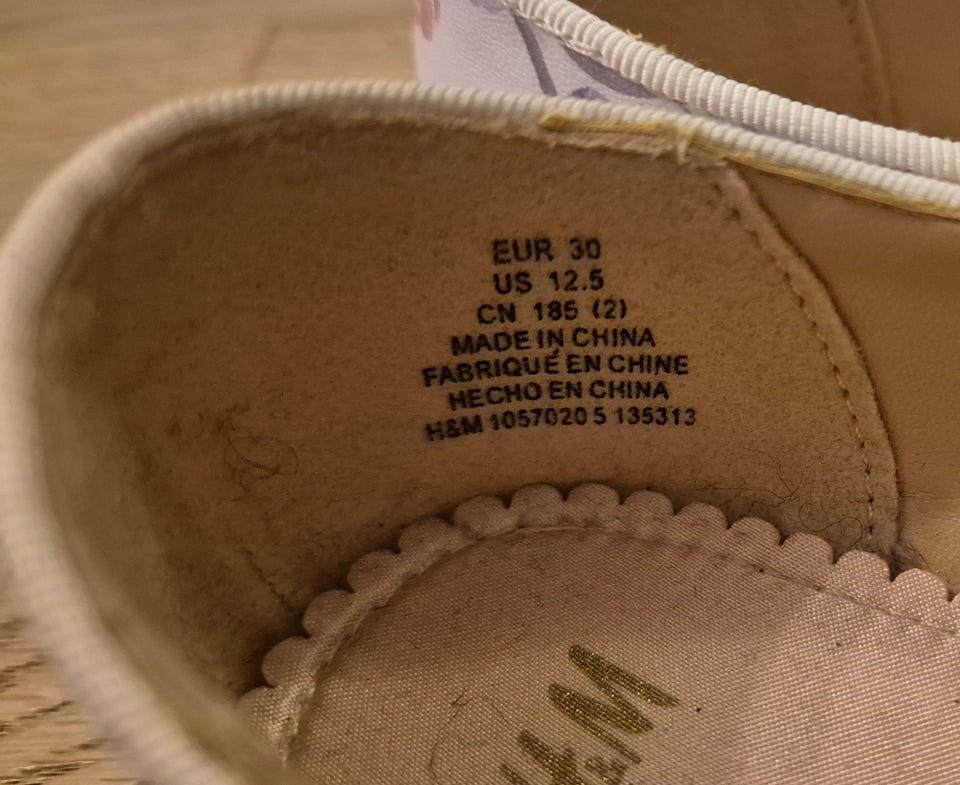 EUR 30
US 12.5
CN 185 (2)
MADE IN CHINA
FABRIQUÉ EN CHINE
HECHO EN CHINA
H&M 1057020 5 135313
H&M